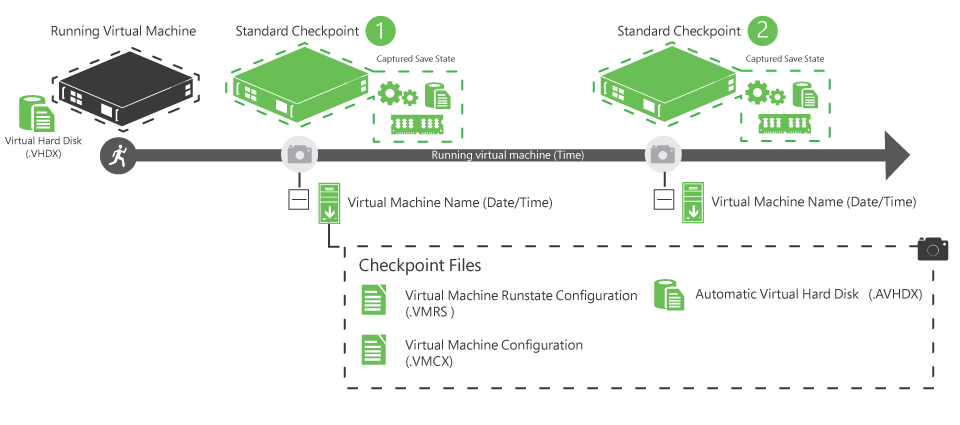 Running Virtual Machine
Standard Checkpoint 1
Standard Checkpoint 2
Captured Save State
Captured Save State
Virtual Hard Disk
(.VHDX)
Running virtual machine (Time)
Virtual Machine Name (Date/Time)
Virtual Machine Name (Date/Time)
Checkpoint Files
Virtual Machine Runstate Configuration
(.VMRS )
Automatic Virtual Hard Disk (.AVHDX)
Virtual Machine Configuration
(.VMCX)